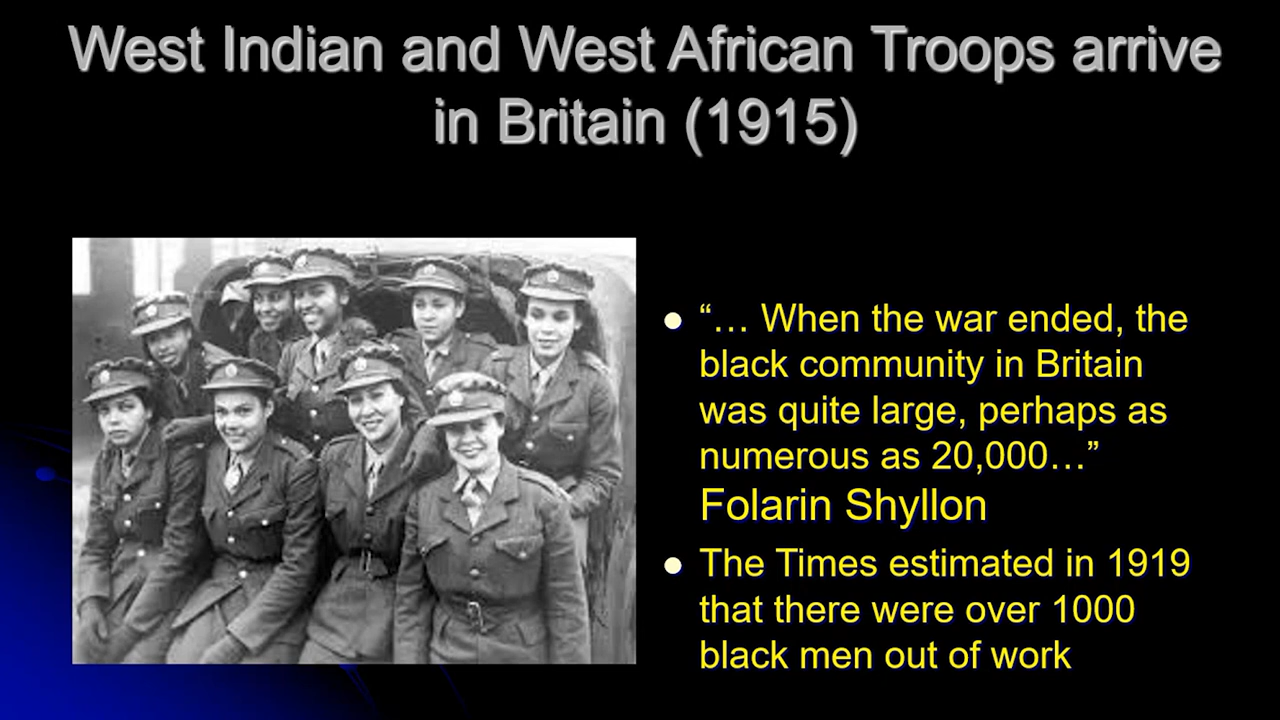 West Indian and West African Troops arrive
in Britain (1915)
● “… When the war ended, the
black community in Britain
was quite large, perhaps as
numerous as 20,000…”
Folarin Shyllon
● The Times estimated in 1919
that there were over 1000
black men out of work